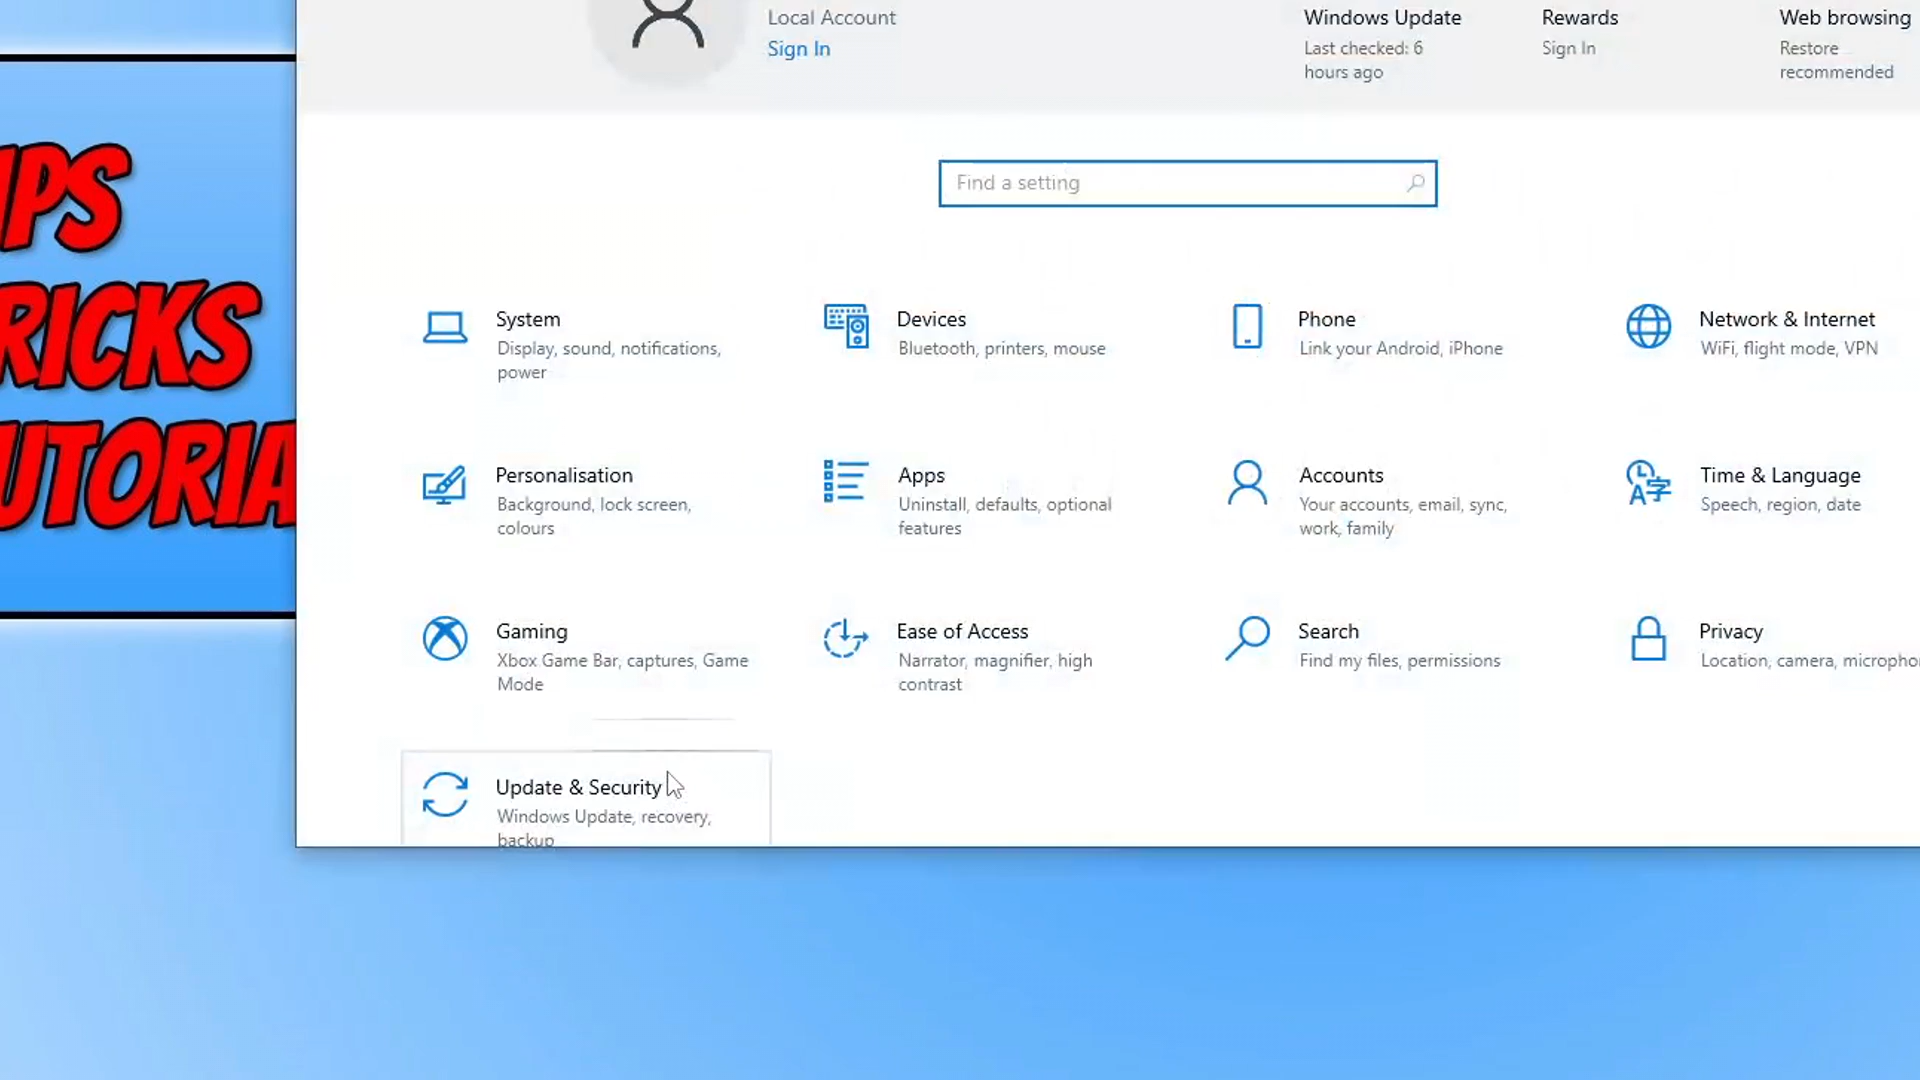 Local Account
Sign In
Windows Update
Last checked: 6
hours ago
Rewards
Sign In
Web browsing
Restore
recommended
IPS
RICKS
UTORIA
Find a setting
System
Display, sound, notifications,
power
Devices
Bluetooth, printers, mouse
Phone
Link your Android, iPhone
Network & Internet
WiFi, flight mode, VPN
Personalisation
Background, lock screen,
colours
Apps
Uninstall, defaults, optional
features
Accounts
Your accounts, email, sync,
work, family
Time & Language
Speech, region, date
Gaming
Xbox Game Bar, captures, Game
Mode
Ease of Access
Narrator, magnifier, high
contrast
Search
Find my files, permissions
Privacy
Location, camera, micropho
Update & Security
Windows Update, recovery,
backup